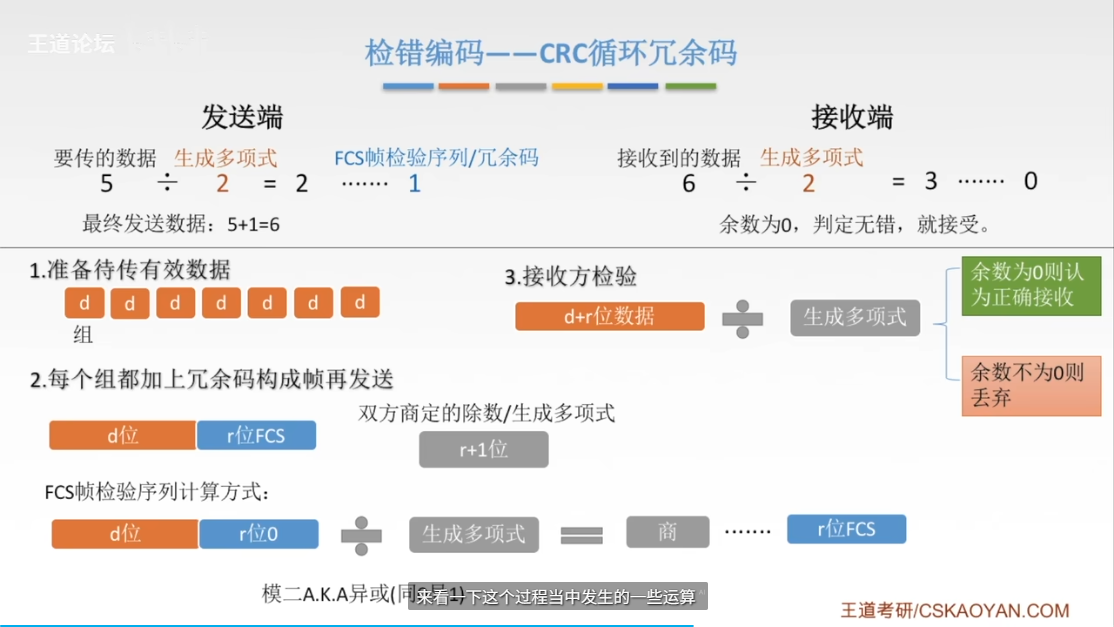 王道论坛
检错编码——CRC循环冗余码
发送端
接收端
要传的数据 生成多项式 FCS帧检验序列/冗余码
5 ÷ 2 = 2 ······· 1
最终发送数据：5+1=6
接收到的数据 生成多项式
6 ÷ 2 = 3 ······· 0
余数为0，判定无错，就接受。
1.准备待传有效数据
d d d d d d d
组
2.每个组都加上冗余码构成帧再发送
d位 r位FCS
双方商定的除数/生成多项式
r+1位
FCS帧检验序列计算方式：
d位 r位0 ÷ 生成多项式 = 商 ······· r位FCS
模二A.K.A异或(同
3.接收方检验
d+r位数据 ÷ 生成多项式
余数为0则认
为正确接收
余数不为0则
丢弃
来看一下这个过程当中发生的一些运算
王道考研/CSKAOYAN.COM